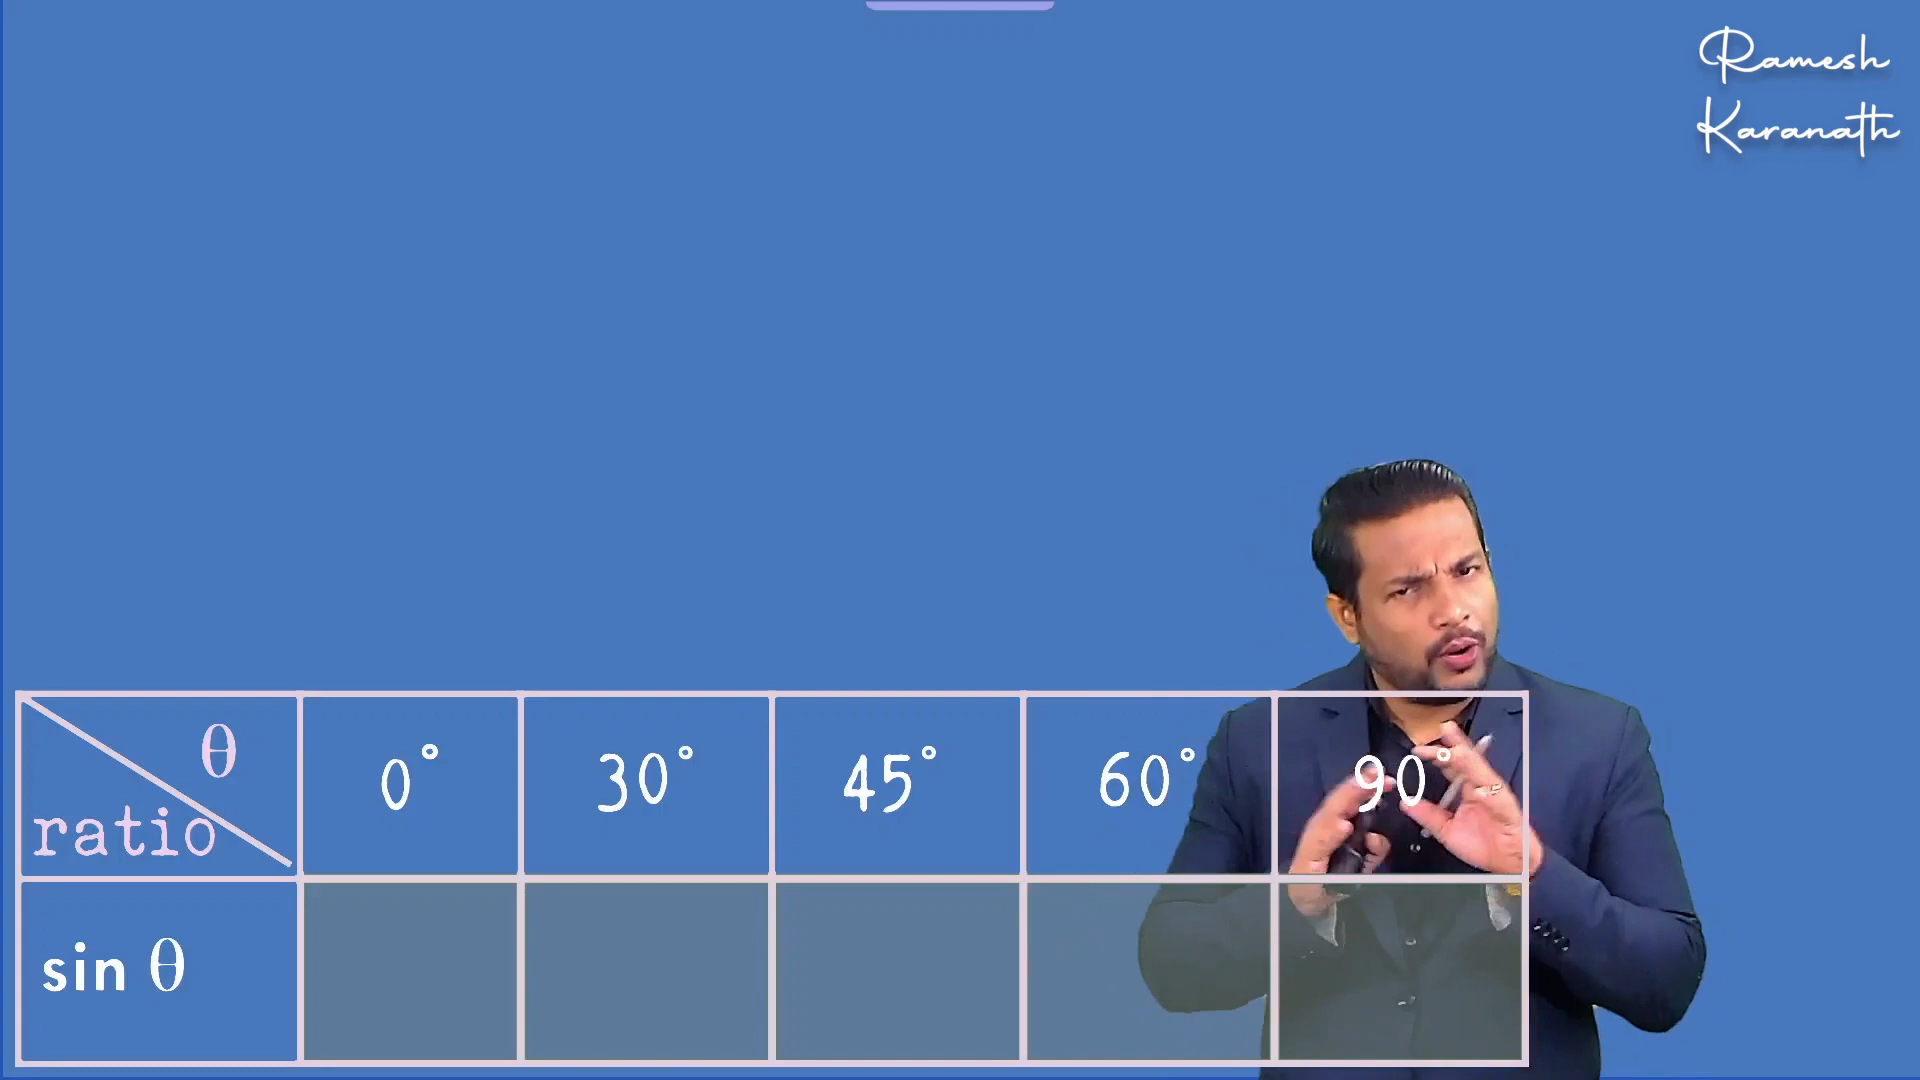 Ramesh
Karanath
θ
ratio
0° 30° 45° 60° 90°
sin θ